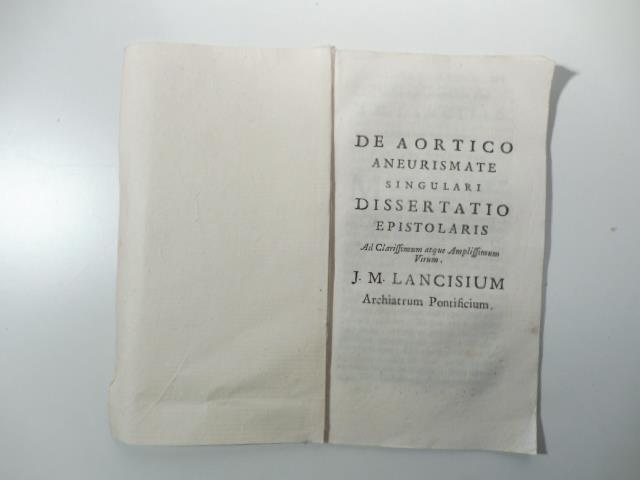 DE AORTICO
ANEURISMATE
SINGULARI
DISSERTATIO
EPISTOLARIS
Ad Clarissimum atque Amplissimum
Virum.
J. M. LANCISIUM
Archiatrum Pontificium.